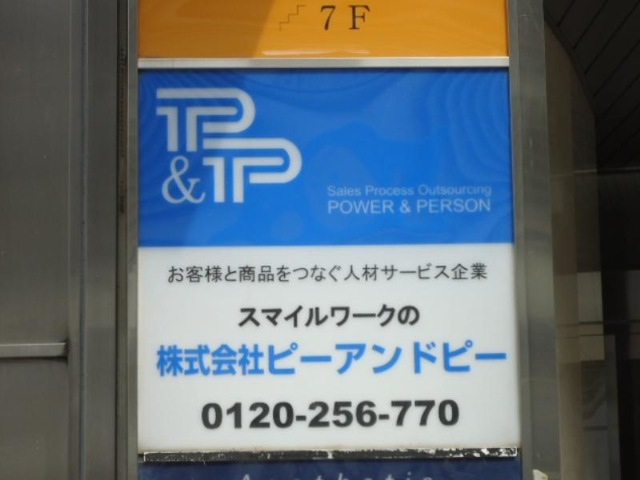 7F
P&P
Sales Process Outsourcing
POWER & PERSON
お客様と商品をつなぐ人材サービス企業
スマイルワークの
株式会社ピーアンドピー
0120-256-770